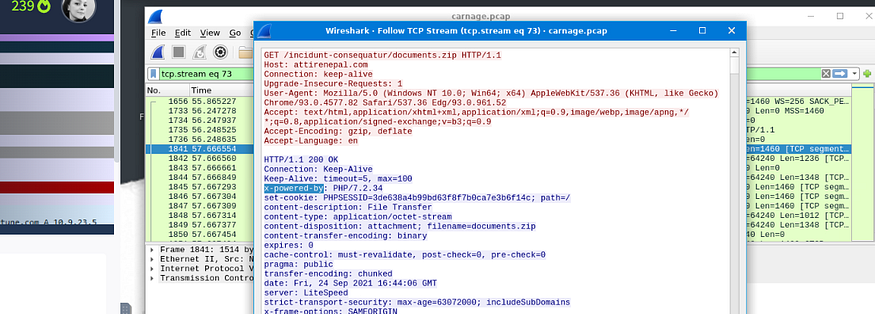 239
carnage.pcap
File Edit View Go
Wireshark · Follow TCP Stream (tcp.stream eq 73) · carnage.pcap
tcp.stream eq 73
No. Time
1656 55.865227
1733 56.247278
1734 56.247937
1735 56.248525
1736 56.248635
1841 57.666554
1842 57.666560
1843 57.666661
1844 57.666849
1845 57.667293
1846 57.667309
1848 57.667314
1849 57.667377
1850 57.667454
GET /incidunt-consequatur/documents.zip HTTP/1.1
Host: attirenepal.com
Connection: keep-alive
Upgrade-Insecure-Requests: 1
User-Agent: Mozilla/5.0 (Windows NT 10.0; Win64; x64) AppleWebKit/537.36 (KHTML, like Gecko)
Chrome/93.0.4577.82 Safari/537.36 Edg/93.0.961.52
Accept: text/html,application/xhtml+xml,application/xml;q=0.9,image/webp,image/apng,*/
*;q=0.8,application/signed-exchange;v=b3;q=0.9
Accept-Encoding: gzip, deflate
Accept-Language: en
HTTP/1.1 200 OK
Connection: Keep-Alive
Keep-Alive: timeout=5, max=100
x-powered-by: PHP/7.2.34
set-cookie: PHPSESSID=3de638a4b99bd63f8f7b0ca7e3b6f14c; path=/
content-description: File Transfer
content-type: application/octet-stream
content-disposition: attachment; filename=documents.zip
content-transfer-encoding: binary
expires: 0
cache-control: must-revalidate, post-check=0, pre-check=0
pragma: public
transfer-encoding: chunked
date: Fri, 24 Sep 2021 16:44:06 GMT
server: LiteSpeed
strict-transport-security: max-age=63072000; includeSubDomains
x-frame-options: SAMEORIGIN
=1460 WS=256 SACK_PE…
Len=0 MSS=1460
=0
TP/1.1
Len=0
en=1460 [TCP segment…
=64240 Len=1236 [TCP…
Len=0
=64240 Len=1348 [TCP…
Len=1460 [TCP segm…
Len=1460 [TCP segm…
=64240 Len=1012 [TCP…
=64240 Len=1348 [TCP…
240 Len=0
Frame 1841: 1514 by
Ethernet II, Src: N
Internet Protocol V
Transmission Contro
tune.com A 10.9.23.5